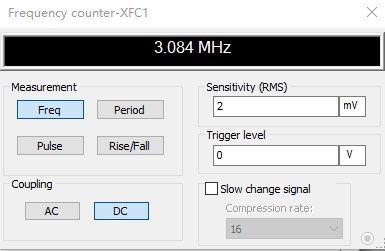 Frequency counter-XFC1
3.084 MHz
Measurement
Freq
Period
Pulse
Rise/Fall
Coupling
AC
DC
Sensitivity (RMS)
2
mV
Trigger level
0
V
Slow change signal
Compression rate:
16